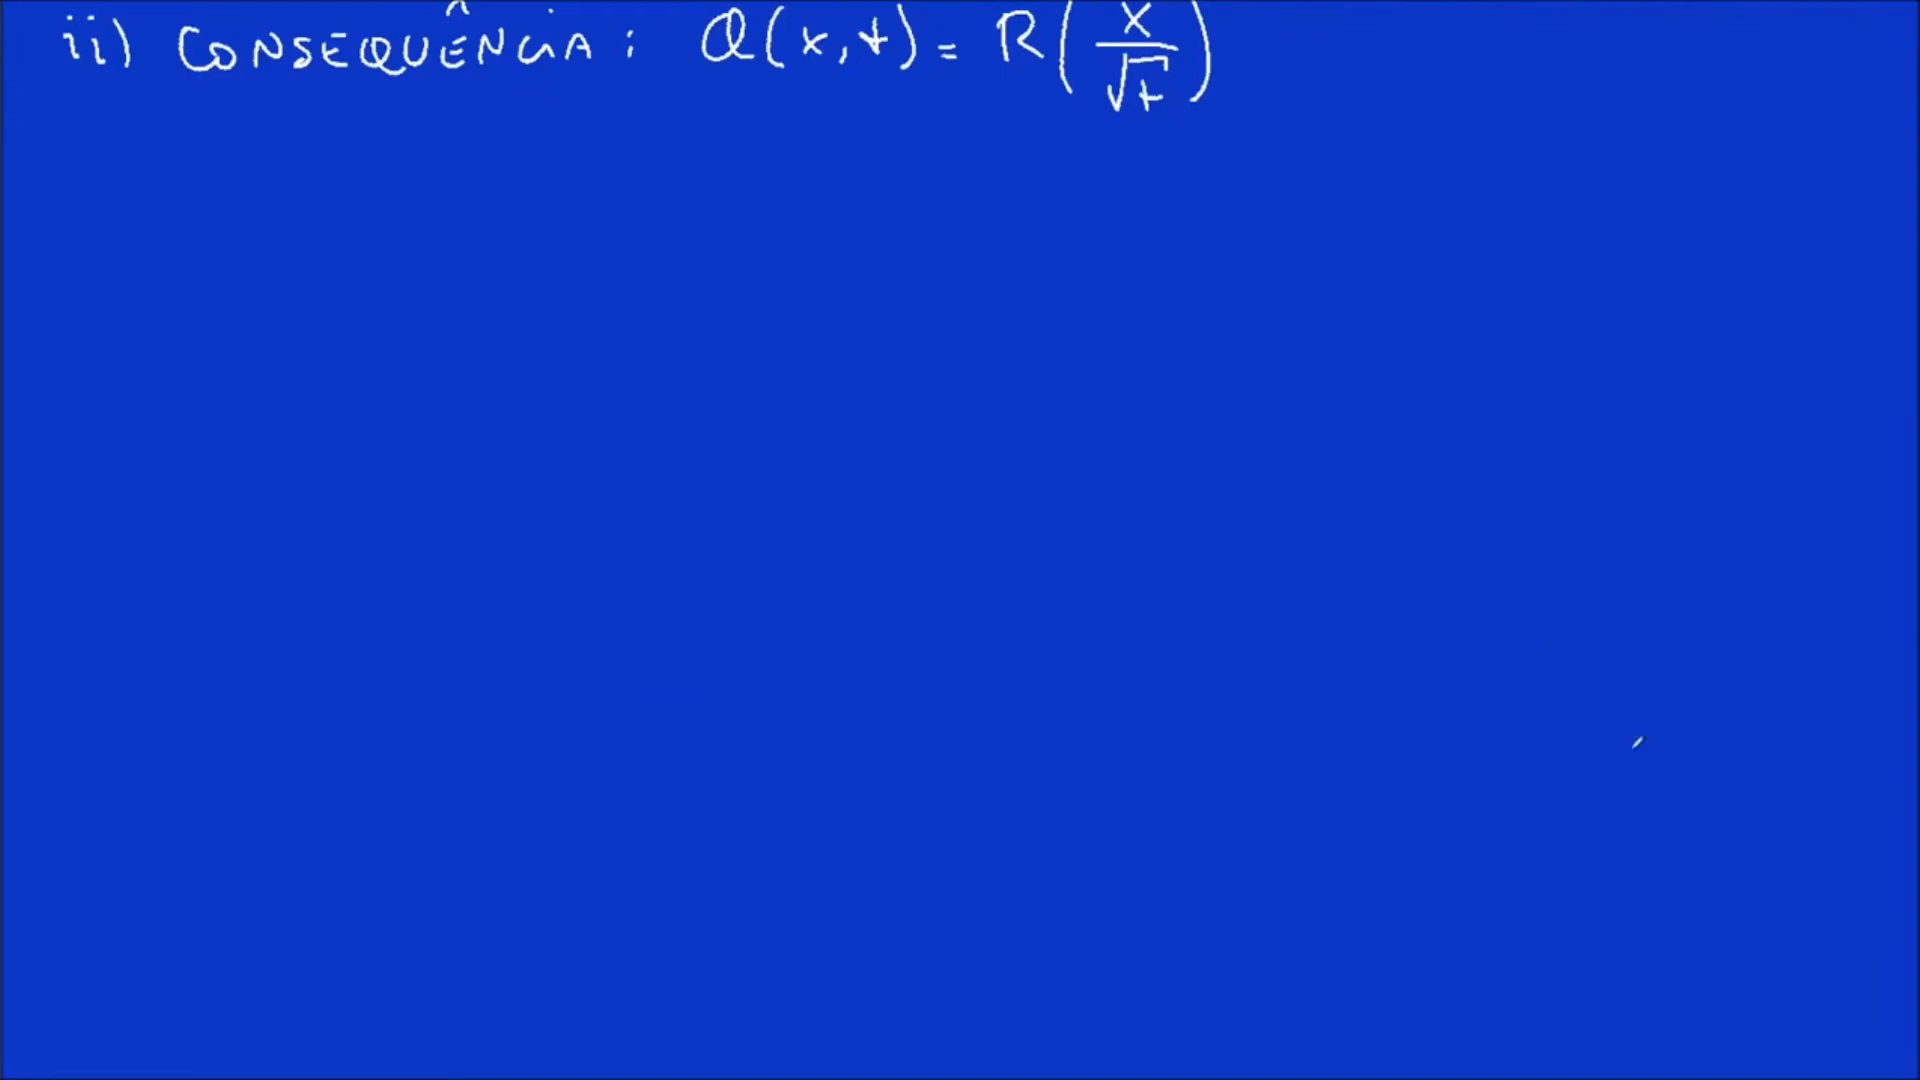 ii) CONSEQUÊNCIA: Q(x,t) = R(x/√t)